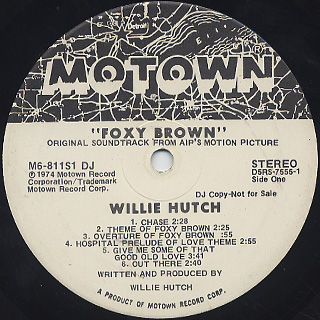 Detroit
MOTOWN®
"FOXY BROWN"
ORIGINAL SOUNDTRACK FROM AIP'S MOTION PICTURE
M6-811S1 DJ
℗ 1974 Motown Record
Corporation/Trademark
Motown Record Corp.
STEREO
D5RS-7555-1
Side One
DJ Copy-Not for Sale
WILLIE HUTCH
1. CHASE 2:28
2. THEME OF FOXY BROWN 2:25
3. OVERTURE OF FOXY BROWN :55
4. HOSPITAL PRELUDE OF LOVE THEME 2:55
5. GIVE ME SOME OF THAT
GOOD OLD LOVE 3:41
6. OUT THERE 2:40
WRITTEN AND PRODUCED BY
WILLIE HUTCH
A PRODUCT OF MOTOWN RECORD CORP.